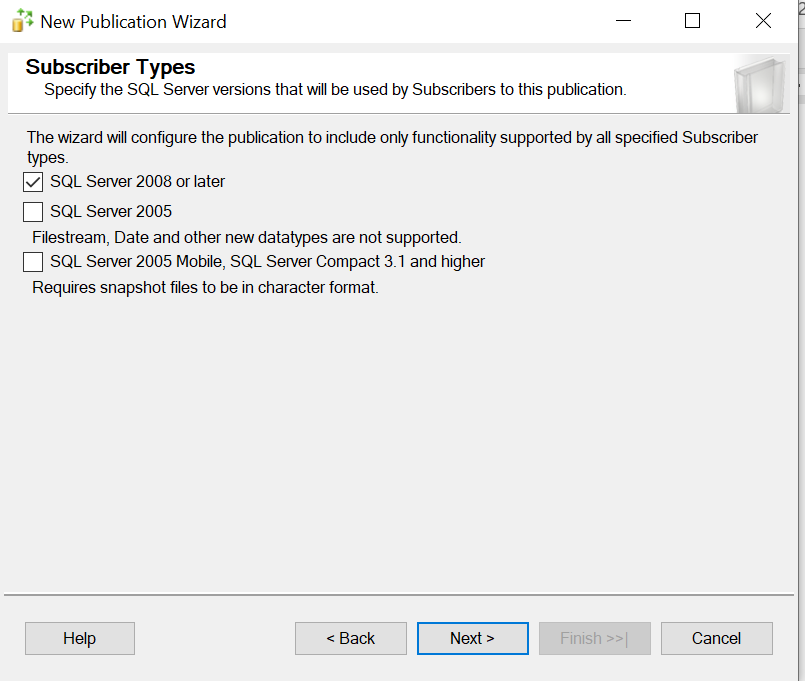 New Publication Wizard
Subscriber Types
Specify the SQL Server versions that will be used by Subscribers to this publication.
The wizard will configure the publication to include only functionality supported by all specified Subscriber
types.
SQL Server 2008 or later
SQL Server 2005
Filestream, Date and other new datatypes are not supported.
SQL Server 2005 Mobile, SQL Server Compact 3.1 and higher
Requires snapshot files to be in character format.
Help < Back Next > Finish >>| Cancel